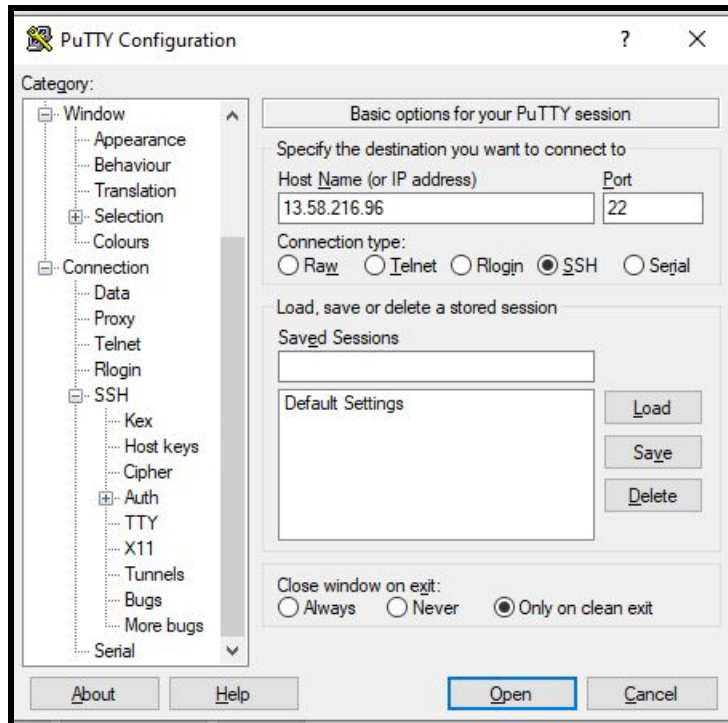 PuTTY Configuration
?
Category:
Window
Appearance
Behaviour
Translation
Selection
Colours
Connection
Data
Proxy
Telnet
Rlogin
SSH
Kex
Host keys
Cipher
Auth
TTY
X11
Tunnels
Bugs
More bugs
Serial
Basic options for your PuTTY session
Specify the destination you want to connect to
Host Name (or IP address) Port
13.58.216.96 22
Connection type:
Raw Telnet Rlogin SSH Serial
Load, save or delete a stored session
Saved Sessions
Default Settings
Load
Save
Delete
Close window on exit:
Always Never Only on clean exit
About Help Open Cancel